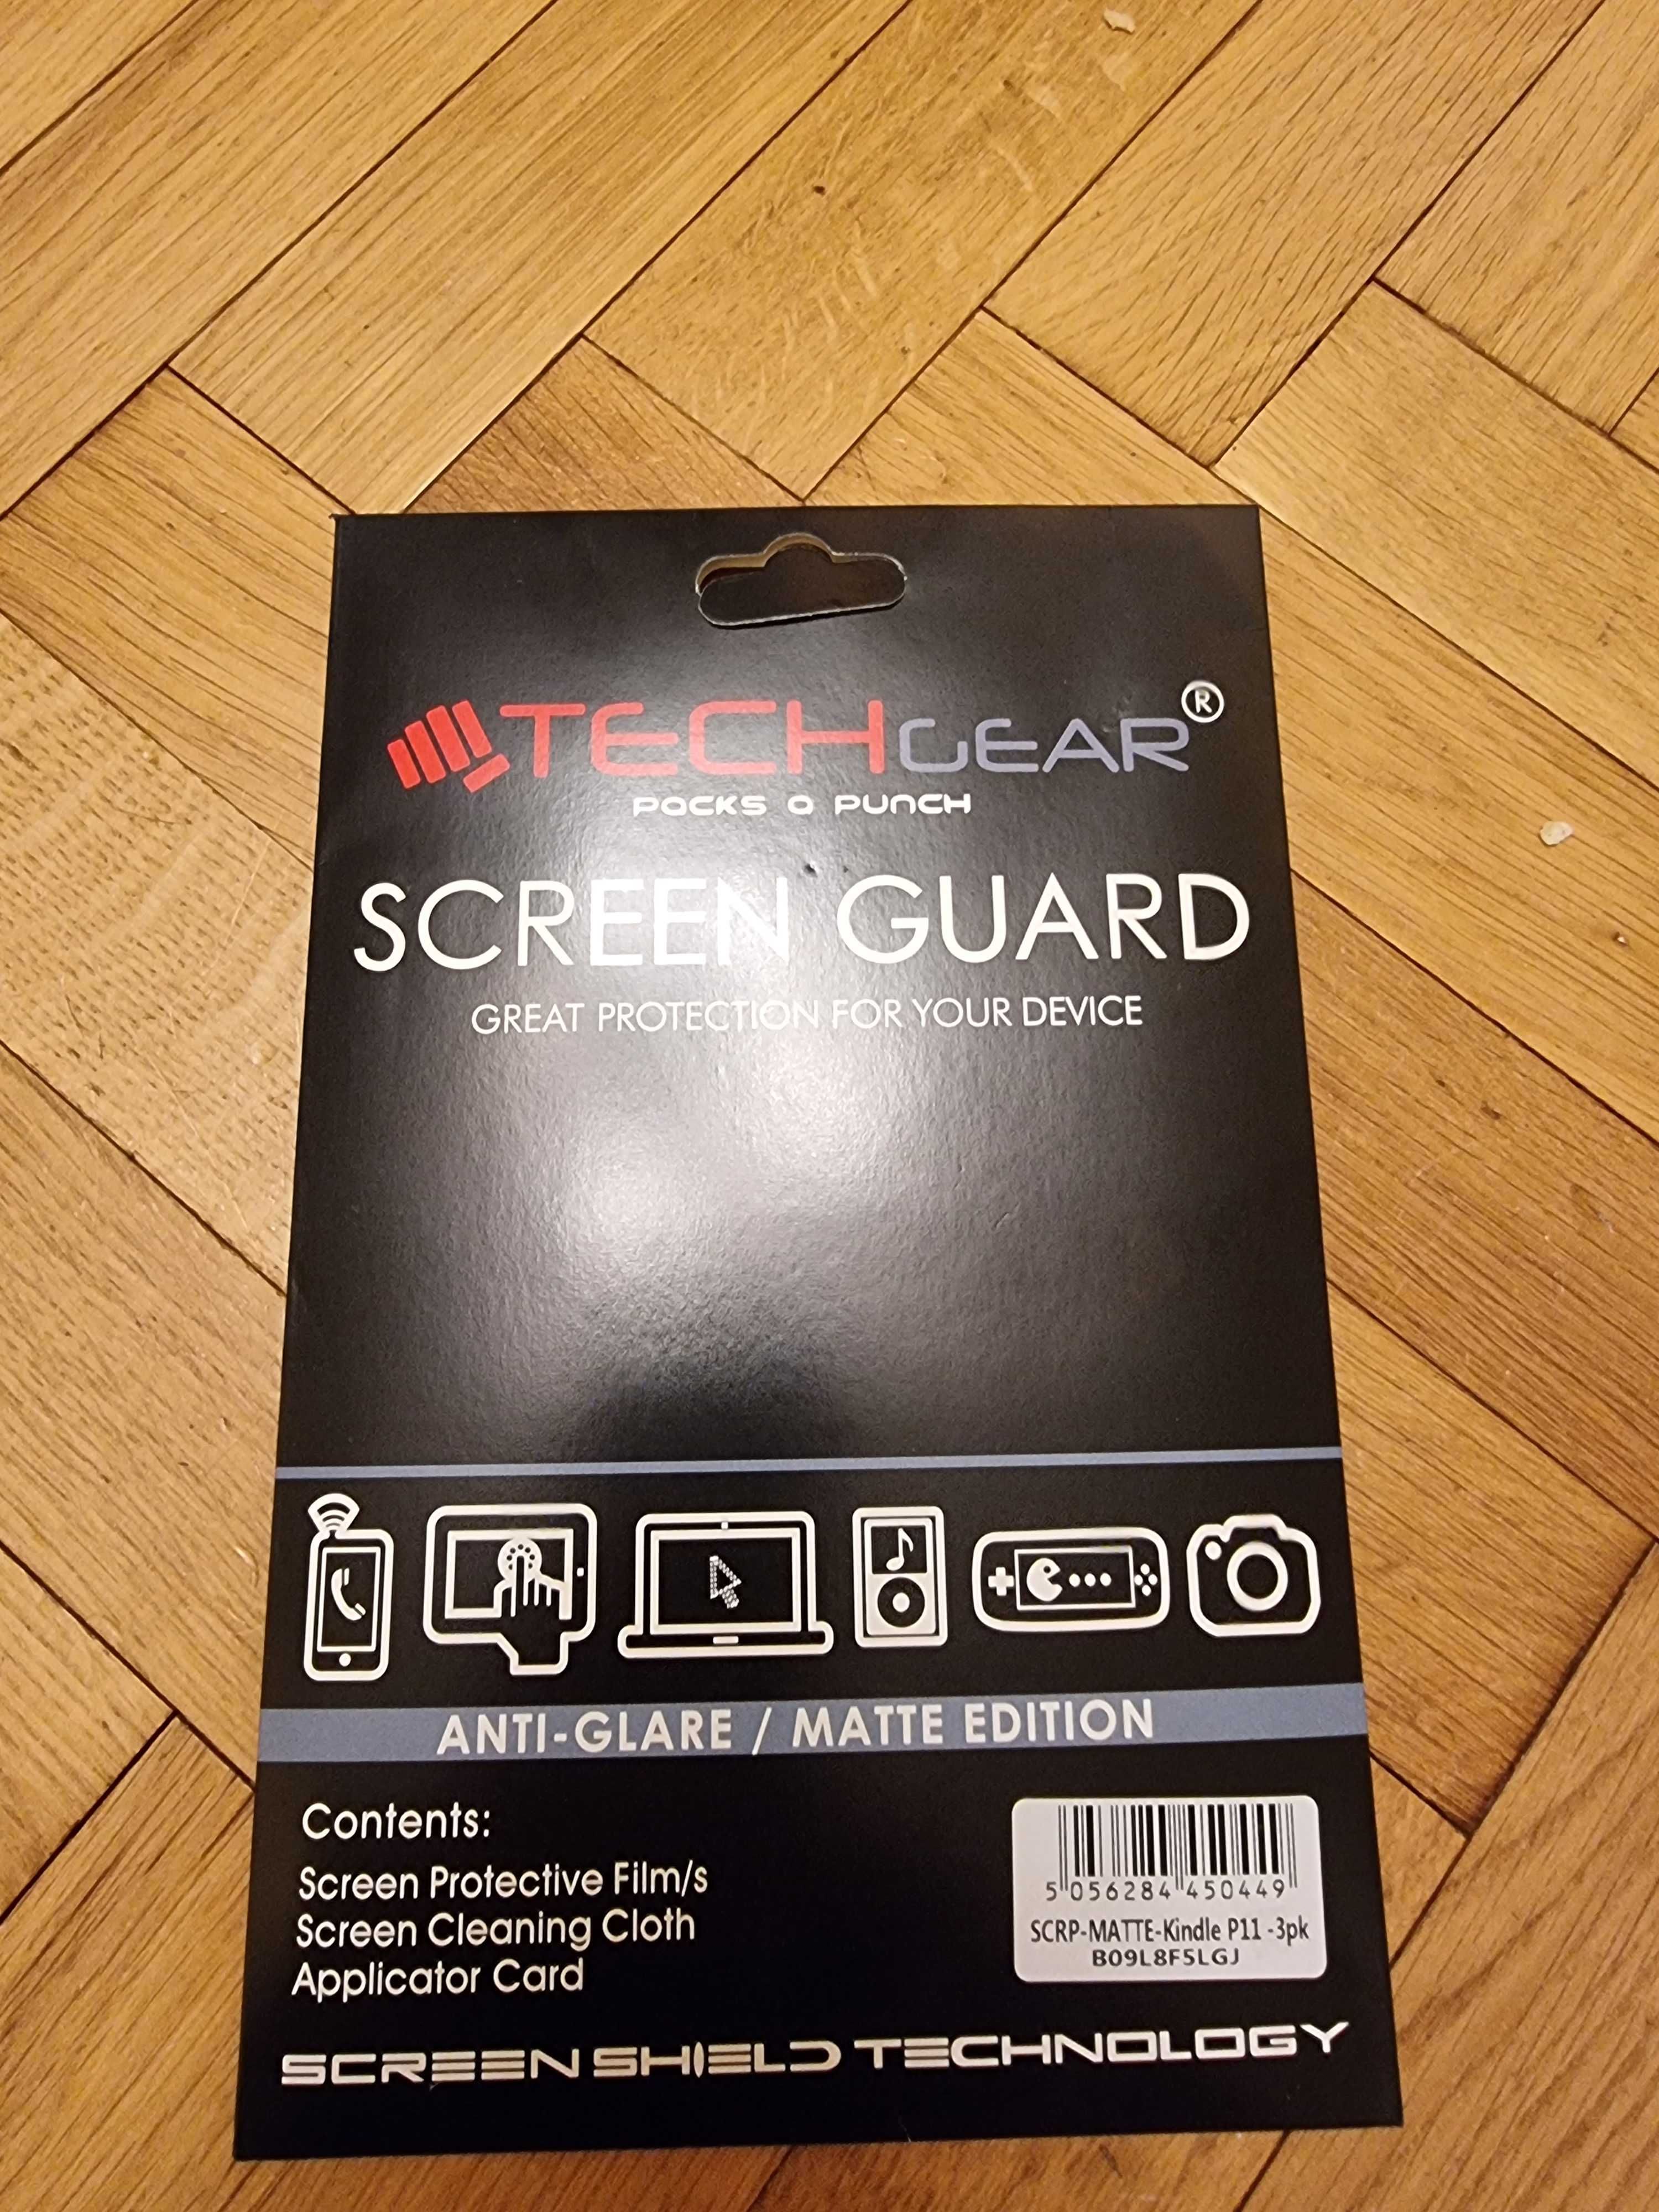 TECHGEAR®
PACKS A PUNCH
SCREEN GUARD
GREAT PROTECTION FOR YOUR DEVICE
ANTI-GLARE / MATTE EDITION
Contents:
Screen Protective Film/s
Screen Cleaning Cloth
Applicator Card
5 056284 450449
SCRP-MATTE-Kindle P11 -3pk
B09L8F5LGJ
SCREEN SHIELD TECHNOLOGY